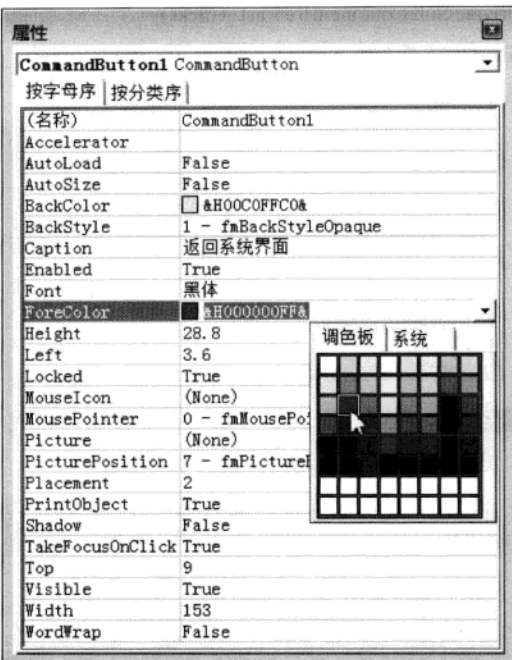 属性
CommandButton1 CommandButton
按字母序 按分类序
(名称) CommandButton1
Accelerator
AutoLoad False
AutoSize False
BackColor &H00C0FFC0&
BackStyle 1 - fmBackStyleOpaque
Caption 返回系统界面
Enabled True
Font 黑体
ForeColor &H000000FF&
Height 28.8
调色板 系统
Left 3.6
Locked True
MouseIcon (None)
MousePointer 0 - fmMousePoi
Picture (None)
PicturePosition 7 - fmPictureP
Placement 2
PrintObject True
Shadow False
TakeFocusOnClick True
Top 9
Visible True
Width 153
WordWrap False